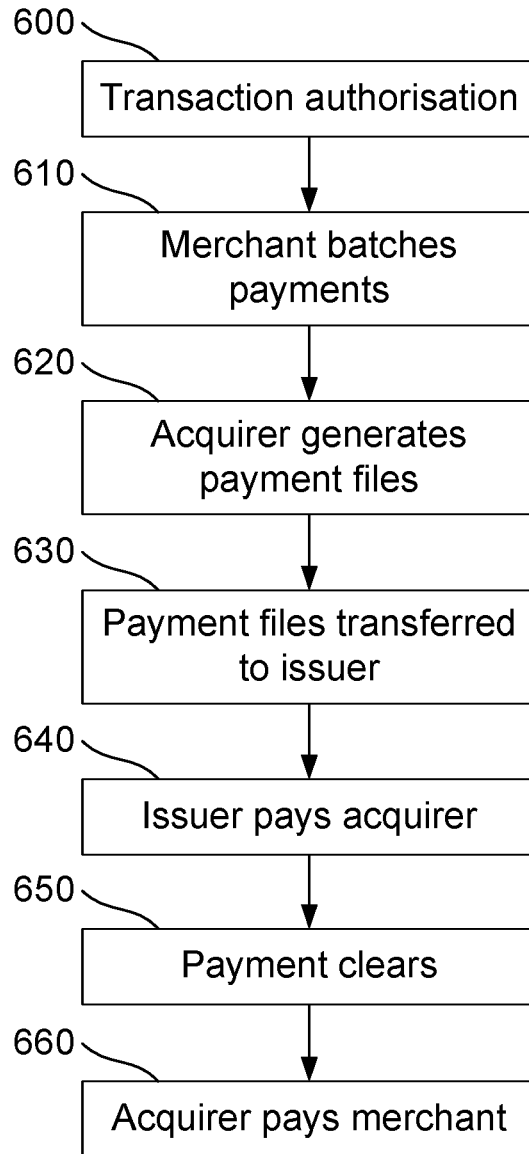 600
Transaction authorisation
610
Merchant batches
payments
620
Acquirer generates
payment files
630
Payment files transferred
to issuer
640
Issuer pays acquirer
650
Payment clears
660
Acquirer pays merchant